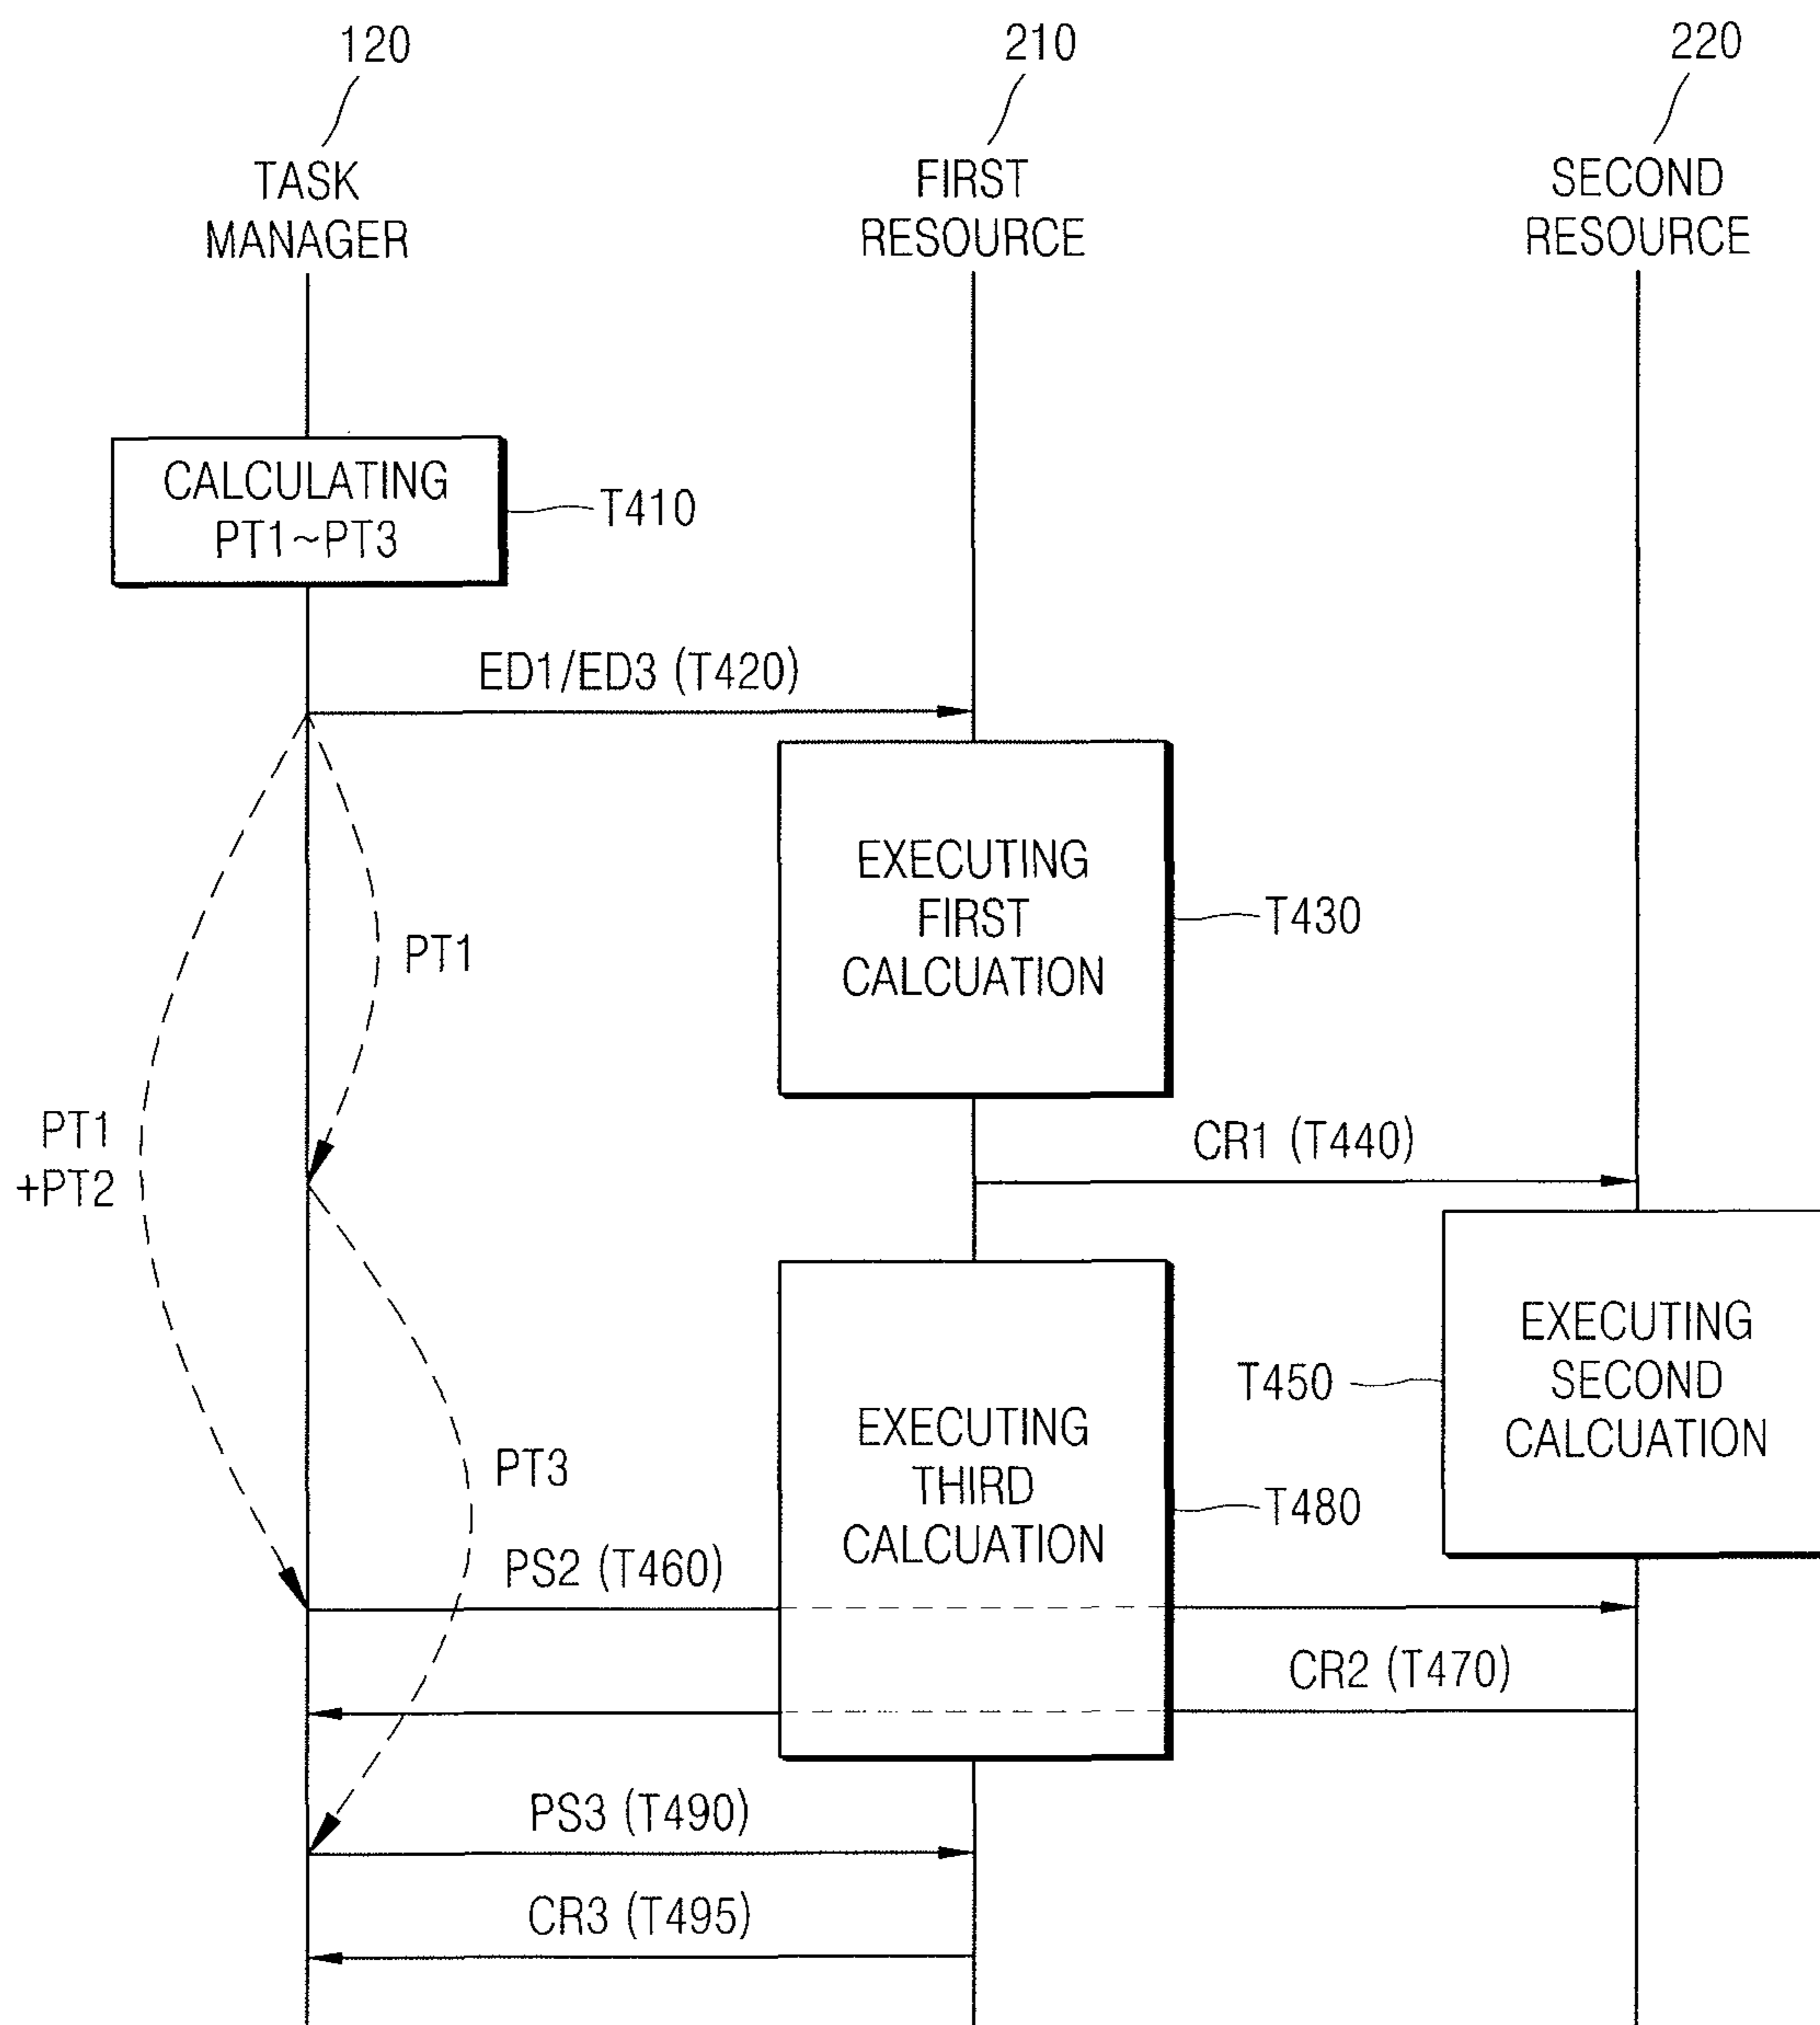 120
210
220
TASK
MANAGER
FIRST
RESOURCE
SECOND
RESOURCE
CALCULATING
PT1~PT3
T410
ED1/ED3 (T420)
EXECUTING
FIRST
CALCUATION
T430
PT1
PT1
+PT2
CR1 (T440)
EXECUTING
SECOND
CALCUATION
T450
EXECUTING
THIRD
CALCUATION
T480
PT3
PS2 (T460)
CR2 (T470)
PS3 (T490)
CR3 (T495)